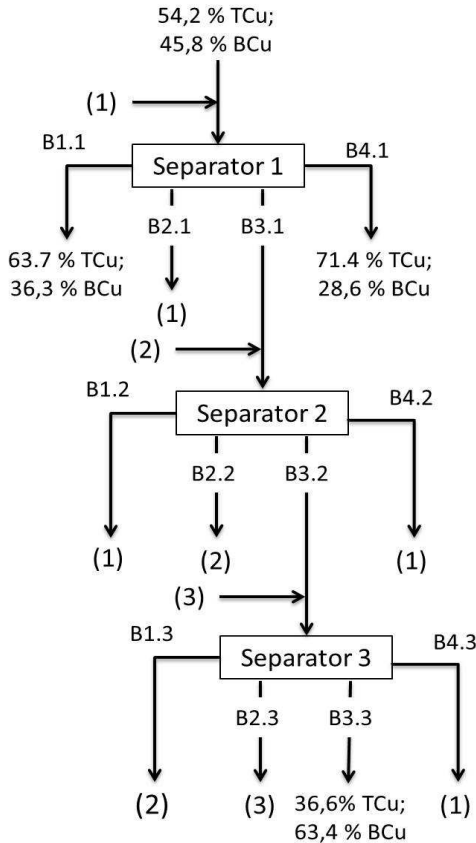 54,2 % TCu;
45,8 % BCu
(1)
B1.1
Separator 1
B4.1
B2.1
B3.1
63.7 % TCu;
36,3 % BCu
71.4 % TCu;
28,6 % BCu
(1)
(2)
B1.2
Separator 2
B4.2
B2.2
B3.2
(1)
(2)
(1)
(3)
B1.3
Separator 3
B4.3
B2.3
B3.3
(2)
(3)
36,6% TCu;
63,4 % BCu
(1)